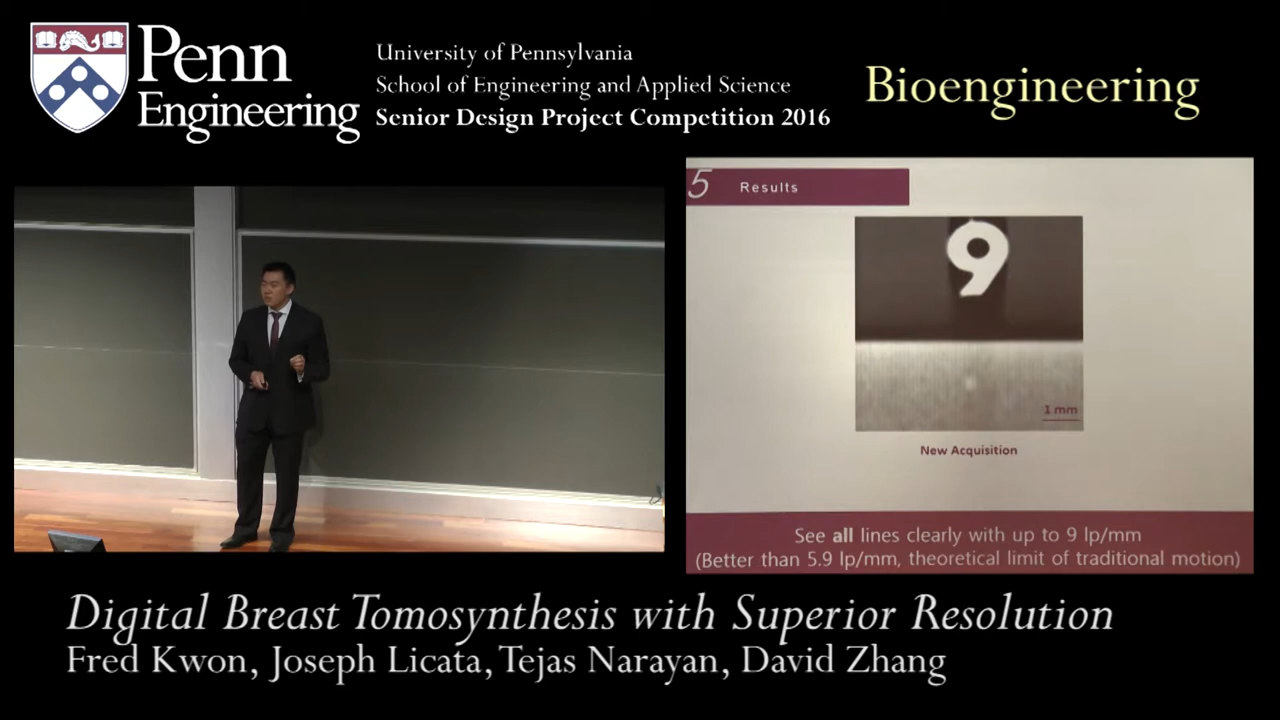 Penn
Engineering
University of Pennsylvania
School of Engineering and Applied Science
Senior Design Project Competition 2016
Bioengineering
5 Results
9
1 mm
New Acquisition
See all lines clearly with up to 9 lp/mm
(Better than 5.9 lp/mm, theoretical limit of traditional motion)
Digital Breast Tomosynthesis with Superior Resolution
Fred Kwon, Joseph Licata, Tejas Narayan, David Zhang